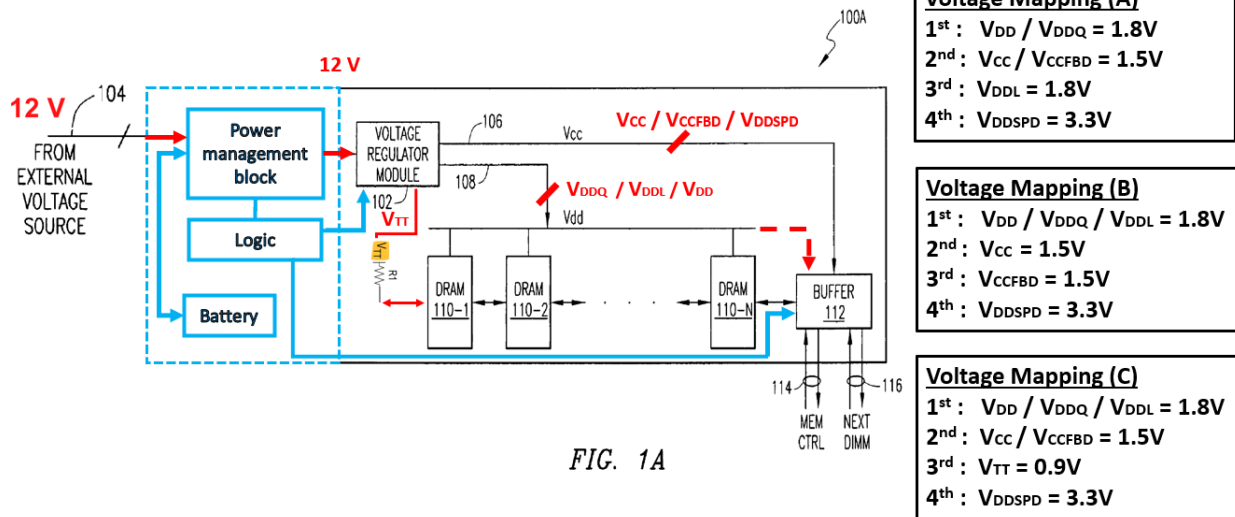 100A
12 V
12 V
104
FROM
EXTERNAL
VOLTAGE
SOURCE
Power
management
block
Logic
Battery
VOLTAGE
REGULATOR
MODULE
102
106
Vcc
VCC / VCCFBD / VDDSPD
108
VDDQ / VDDL / VDD
Vdd
VTT
VTT
R1
DRAM
110-1
DRAM
110-2
. . . .
DRAM
110-N
BUFFER
112
114
116
MEM
CTRL
NEXT
DIMM
FIG. 1A
Voltage Mapping (A)
1st : VDD / VDDQ = 1.8V
2nd : VCC / VCCFBD = 1.5V
3rd : VDDL = 1.8V
4th : VDDSPD = 3.3V
Voltage Mapping (B)
1st : VDD / VDDQ / VDDL = 1.8V
2nd : VCC = 1.5V
3rd : VCCFBD = 1.5V
4th : VDDSPD = 3.3V
Voltage Mapping (C)
1st : VDD / VDDQ / VDDL = 1.8V
2nd : VCC / VCCFBD = 1.5V
3rd : VTT = 0.9V
4th : VDDSPD = 3.3V